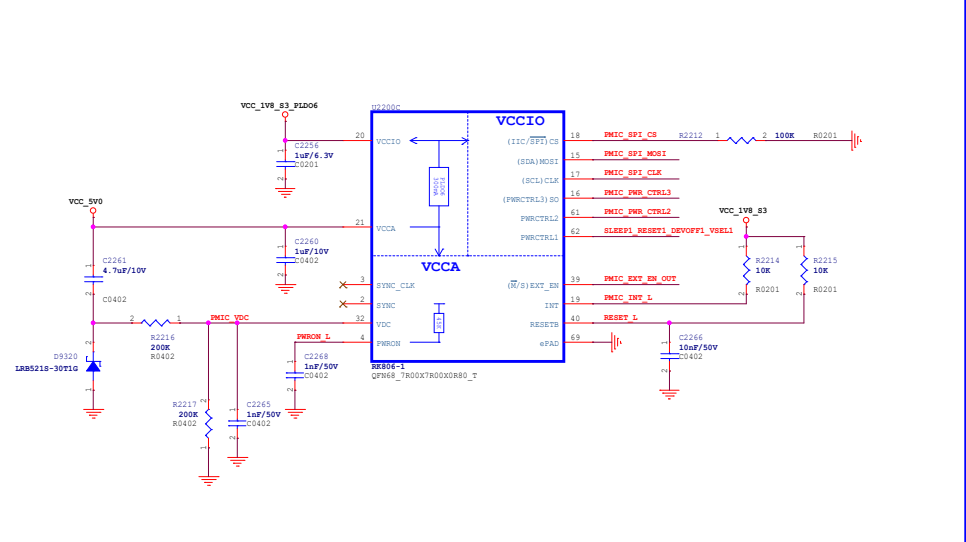 VCC_1V8_S3_PLDO6
U2200C
VCCIO
C2256
1uF/6.3V
C0201
20
VCCIO
(IIC/SPI)CS
18
PMIC_SPI_CS
R2212
1
2
100K
R0201
(SDA)MOSI
15
PMIC_SPI_MOSI
(SCL)CLK
17
PMIC_SPI_CLK
(PWRCTRL3)SO
16
PMIC_PWR_CTRL3
PWRCTRL2
61
PMIC_PWR_CTRL2
PWRCTRL1
62
SLEEP1_RESET1_DEVOFF1_VSEL1
VCC_1V8_S3
VCC_5V0
21
VCCA
C2260
1uF/10V
C0402
C2261
4.7uF/10V
C0402
VCCA
R2214
10K
R0201
R2215
10K
R0201
3
SYNC_CLK
2
SYNC
32
VDC
4
PWRON
(M/S)EXT_EN
39
PMIC_EXT_EN_OUT
INT
19
PMIC_INT_L
RESETB
40
RESET_L
ePAD
69
2
1
PMIC_VDC
R2216
200K
R0402
PWRON_L
C2268
1nF/50V
C0402
C2266
10nF/50V
C0402
D9320
LRB521S-30T1G
RK806-1
QFN68_7R00X7R00X0R80_T
R2217
200K
R0402
C2265
1nF/50V
C0402